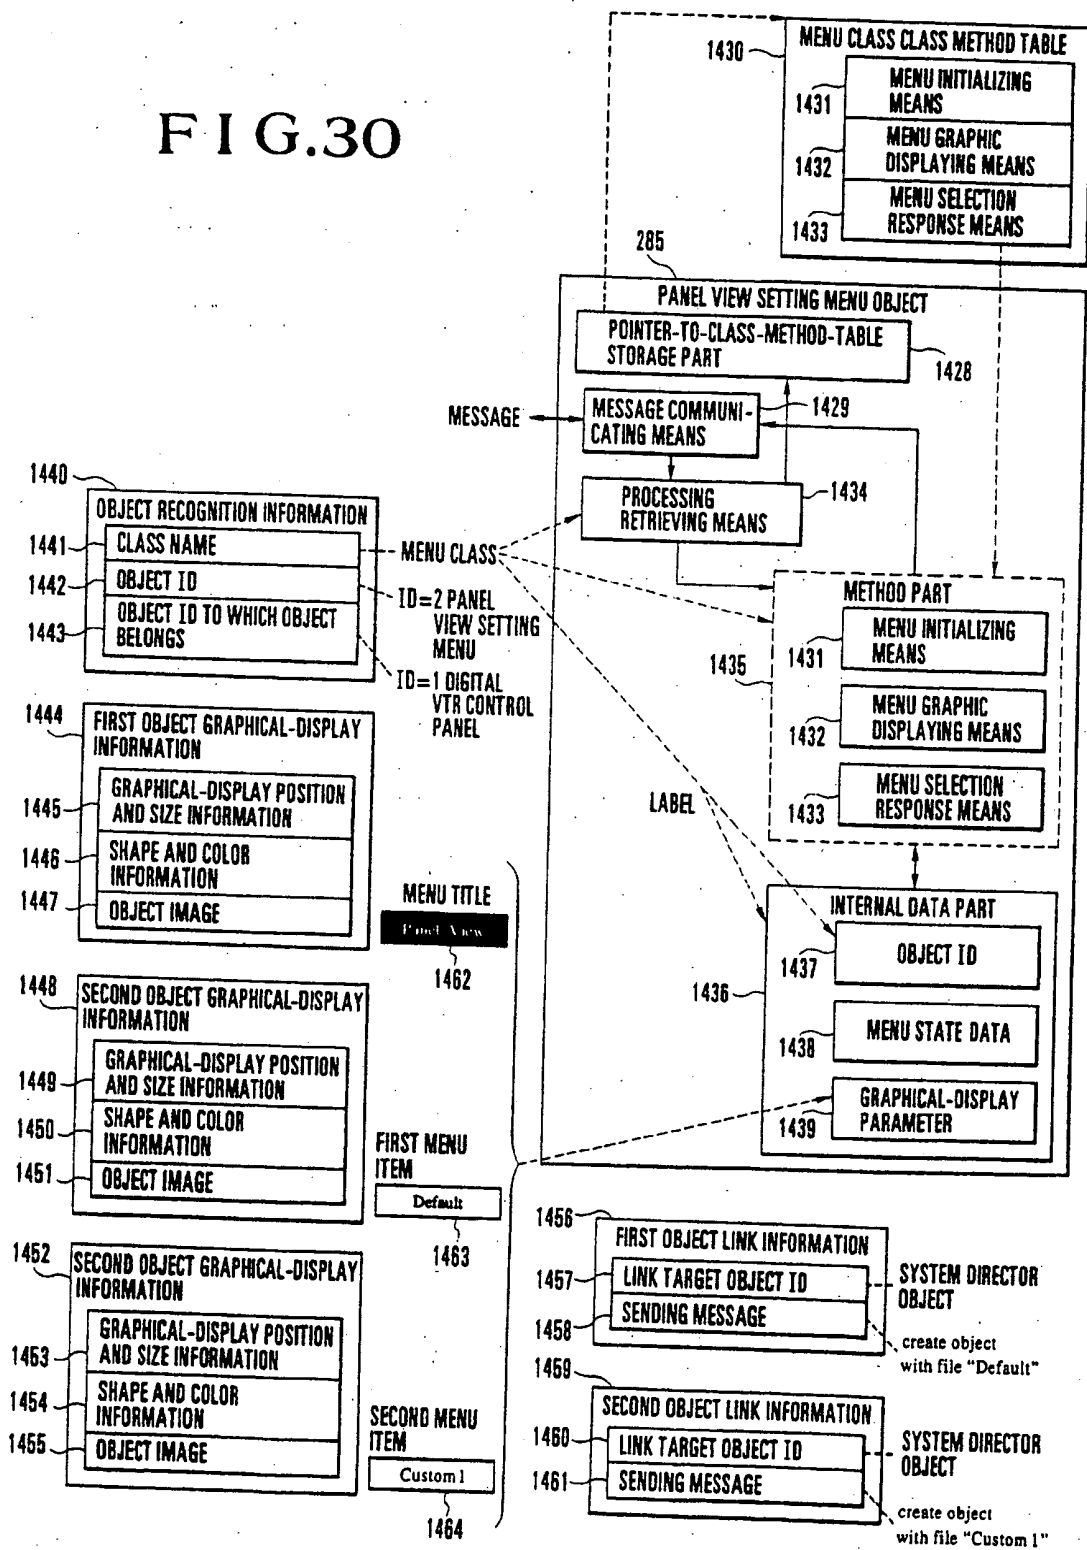 FIG.30
1430
MENU CLASS CLASS METHOD TABLE
1431
MENU INITIALIZING
MEANS
1432
MENU GRAPHIC
DISPLAYING MEANS
1433
MENU SELECTION
RESPONSE MEANS
285
PANEL VIEW SETTING MENU OBJECT
POINTER-TO-CLASS-METHOD-TABLE
STORAGE PART
1428
MESSAGE
MESSAGE COMMUNI-
CATING MEANS
1429
PROCESSING
RETRIEVING MEANS
1434
1440
OBJECT RECOGNITION INFORMATION
1441
CLASS NAME
MENU CLASS
1442
OBJECT ID
ID=2 PANEL
VIEW SETTING
MENU
1443
OBJECT ID TO WHICH OBJECT
BELONGS
ID=1 DIGITAL
VTR CONTROL
PANEL
METHOD PART
1435
1431
MENU INITIALIZING
MEANS
1432
MENU GRAPHIC
DISPLAYING MEANS
1433
MENU SELECTION
RESPONSE MEANS
LABEL
1444
FIRST OBJECT GRAPHICAL-DISPLAY
INFORMATION
1445
GRAPHICAL-DISPLAY POSITION
AND SIZE INFORMATION
1446
SHAPE AND COLOR
INFORMATION
1447
OBJECT IMAGE
MENU TITLE
Panel View
1462
INTERNAL DATA PART
1436
1437
OBJECT ID
1438
MENU STATE DATA
1439
GRAPHICAL-DISPLAY
PARAMETER
1448
SECOND OBJECT GRAPHICAL-DISPLAY
INFORMATION
1449
GRAPHICAL-DISPLAY POSITION
AND SIZE INFORMATION
1450
SHAPE AND COLOR
INFORMATION
1451
OBJECT IMAGE
FIRST MENU
ITEM
Default
1463
1452
SECOND OBJECT GRAPHICAL-DISPLAY
INFORMATION
1453
GRAPHICAL-DISPLAY POSITION
AND SIZE INFORMATION
1454
SHAPE AND COLOR
INFORMATION
1455
OBJECT IMAGE
SECOND MENU
ITEM
Custom1
1464
1456
FIRST OBJECT LINK INFORMATION
1457
LINK TARGET OBJECT ID
SYSTEM DIRECTOR
OBJECT
1458
SENDING MESSAGE
create object
with file "Default"
1459
SECOND OBJECT LINK INFORMATION
1460
LINK TARGET OBJECT ID
SYSTEM DIRECTOR
OBJECT
1461
SENDING MESSAGE
create object
with file "Custom 1"